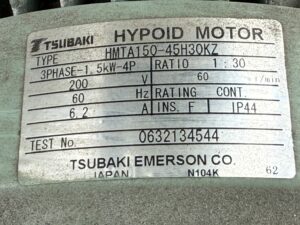 TSUBAKI HYPOID MOTOR
TYPE HMTA150-45H30KZ
3PHASE-1.5kW-4P RATIO 1:30
200 V 60 r/min
60 Hz RATING CONT.
6.2 A INS. F IP44
TEST No. 0632134544
TSUBAKI EMERSON CO.
JAPAN N104K 62